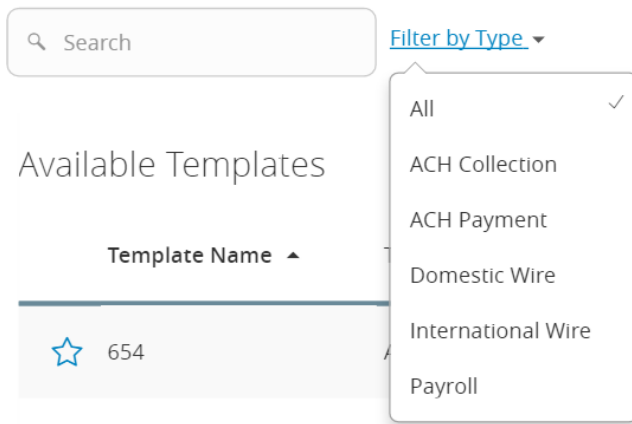 Search
Filter by Type
All
ACH Collection
Available Templates
ACH Payment
Template Name
Domestic Wire
International Wire
654
Payroll